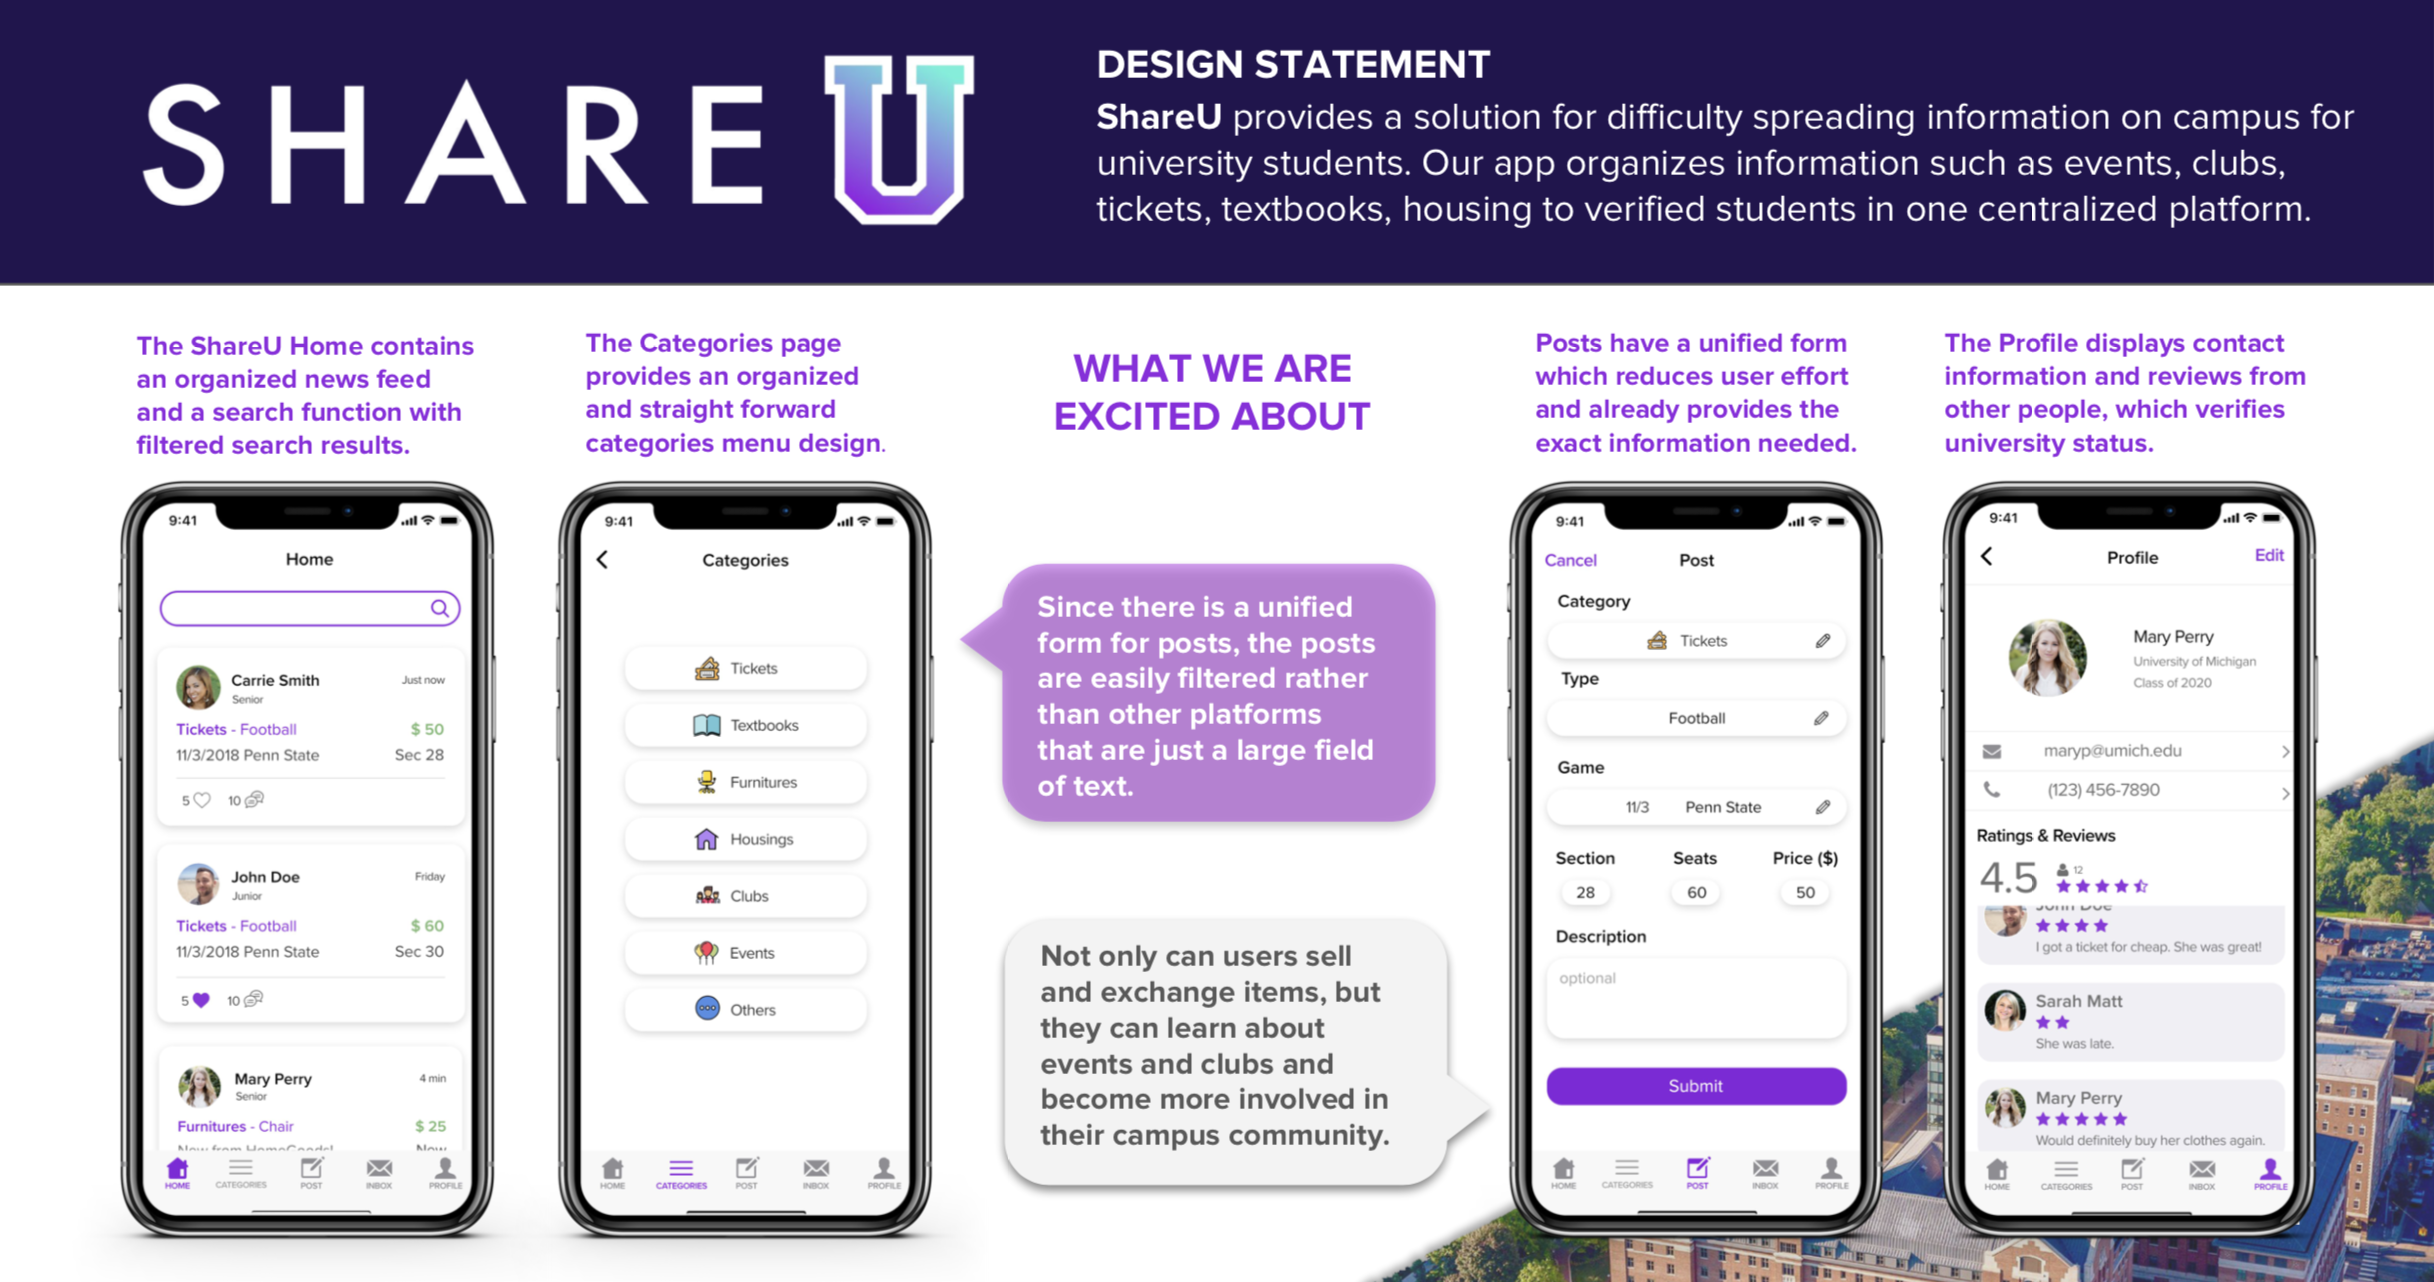 SHARE U
DESIGN STATEMENT
ShareU provides a solution for difficulty spreading information on campus for
university students. Our app organizes information such as events, clubs,
tickets, textbooks, housing to verified students in one centralized platform.
The ShareU Home contains
an organized news feed
and a search function with
filtered search results.
9:41
Home
Carrie Smith
Just now
Senior
Tickets - Football
$ 50
11/3/2018 Penn State
Sec 28
5
10
John Doe
Friday
Junior
Tickets - Football
$ 60
11/3/2018 Penn State
Sec 30
5
10
Mary Perry
4 min
Senior
Furnitures - Chair
$ 25
New from HomeGoods!
HOME
CATEGORIES
POST
INBOX
PROFILE
The Categories page
provides an organized
and straight forward
categories menu design.
9:41
Categories
Tickets
Textbooks
Furnitures
Housings
Clubs
Events
Others
HOME
CATEGORIES
POST
INBOX
PROFILE
WHAT WE ARE
EXCITED ABOUT
Since there is a unified
form for posts, the posts
are easily filtered rather
than other platforms
that are just a large field
of text.
Not only can users sell
and exchange items, but
they can learn about
events and clubs and
become more involved in
their campus community.
Posts have a unified form
which reduces user effort
and already provides the
exact information needed.
9:41
Cancel
Post
Category
Tickets
Type
Football
Game
11/3
Penn State
Section
Seats
Price ($)
28
60
50
Description
optional
Submit
HOME
CATEGORIES
POST
INBOX
PROFILE
The Profile displays contact
information and reviews from
other people, which verifies
university status.
9:41
Profile
Edit
Mary Perry
University of Michigan
Class of 2020
maryp@umich.edu
(123) 456-7890
Ratings & Reviews
4.5
12
John Doe
I got a ticket for cheap. She was great!
Sarah Matt
She was late.
Mary Perry
Would definitely buy her clothes again.
HOME
CATEGORIES
POST
INBOX
PROFILE